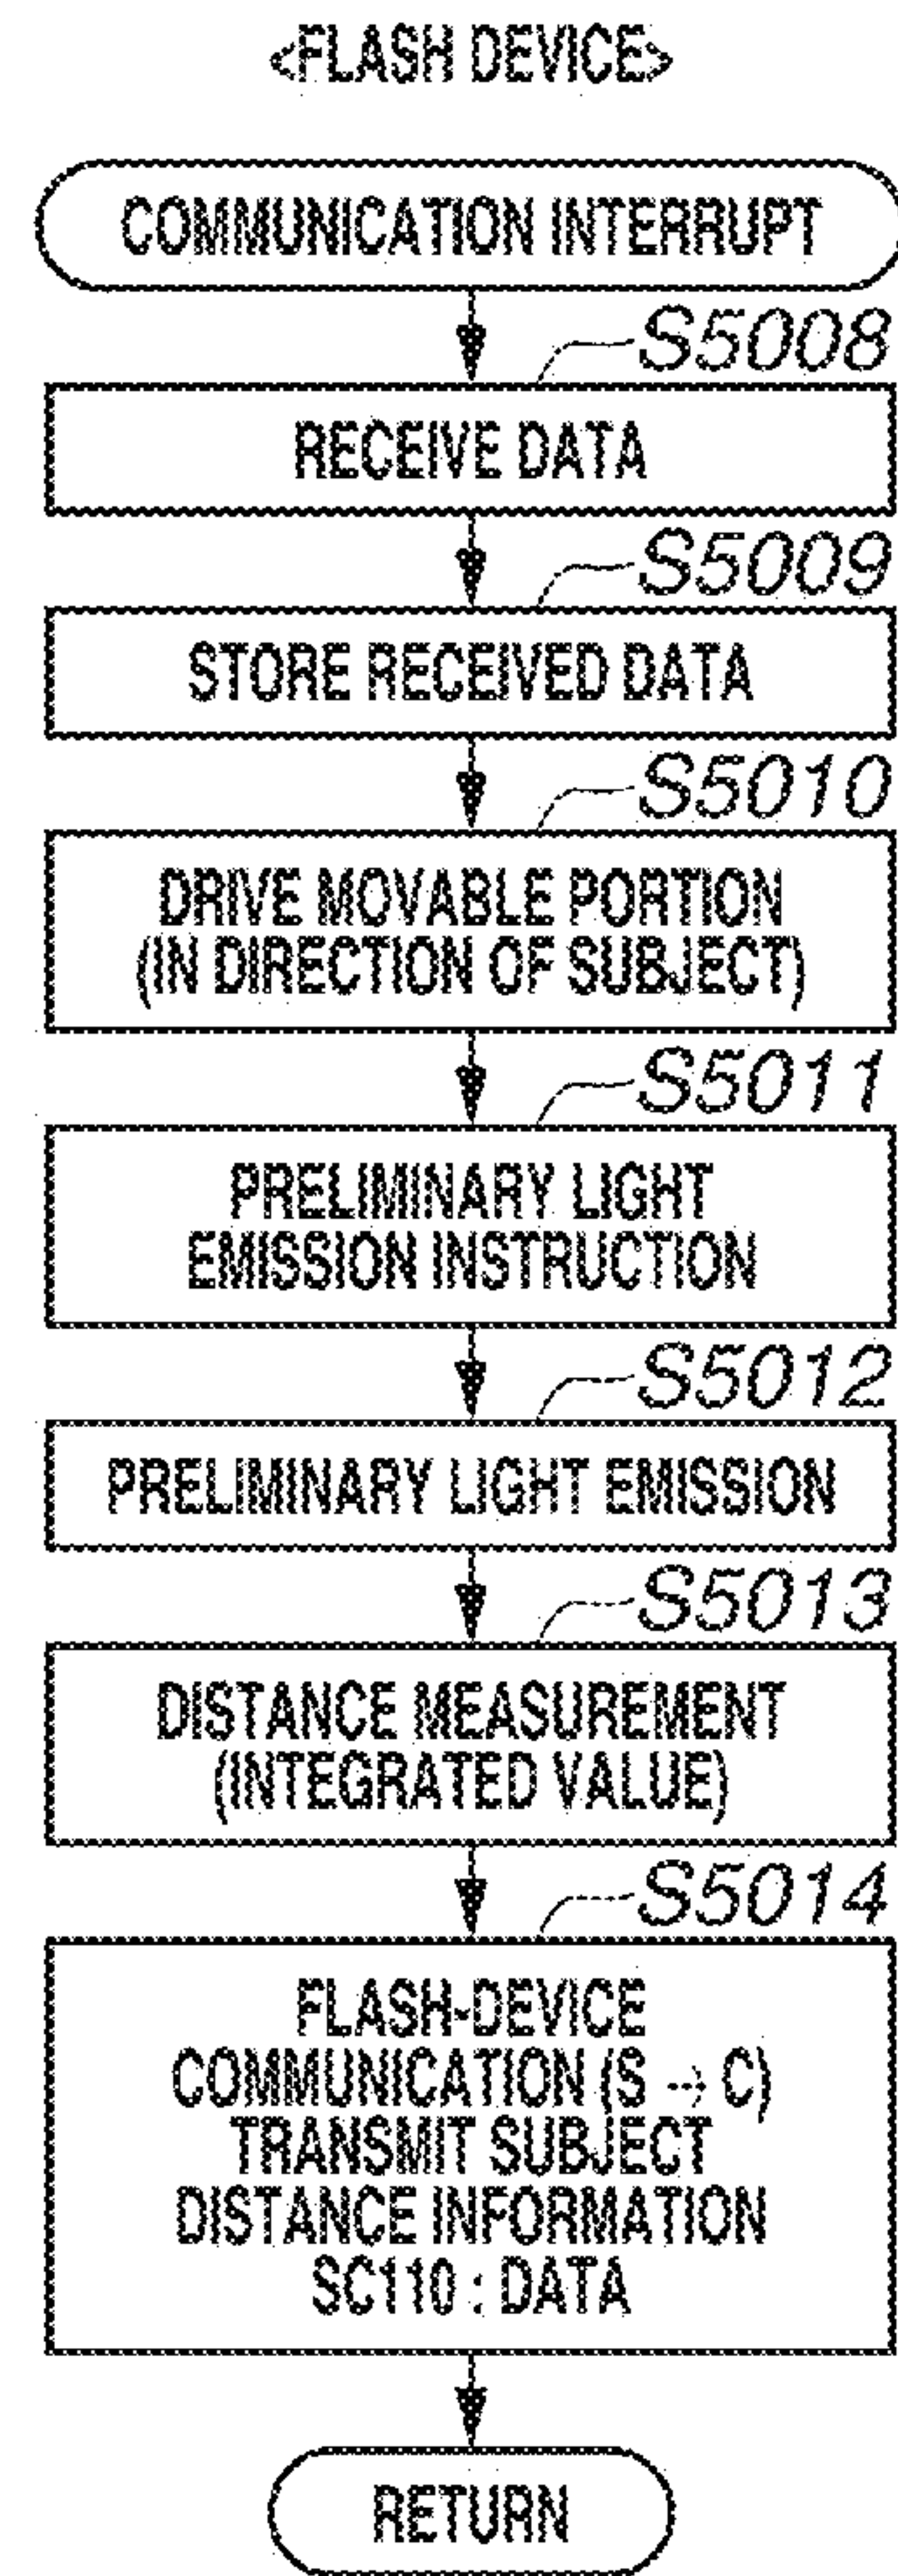 <FLASH DEVICE>
COMMUNICATION INTERRUPT
S5008
RECEIVE DATA
S5009
STORE RECEIVED DATA
S5010
DRIVE MOVABLE PORTION
(IN DIRECTION OF SUBJECT)
S5011
PRELIMINARY LIGHT
EMISSION INSTRUCTION
S5012
PRELIMINARY LIGHT EMISSION
S5013
DISTANCE MEASUREMENT
(INTEGRATED VALUE)
S5014
FLASH-DEVICE
COMMUNICATION (S → C)
TRANSMIT SUBJECT
DISTANCE INFORMATION
SC110 : DATA
RETURN